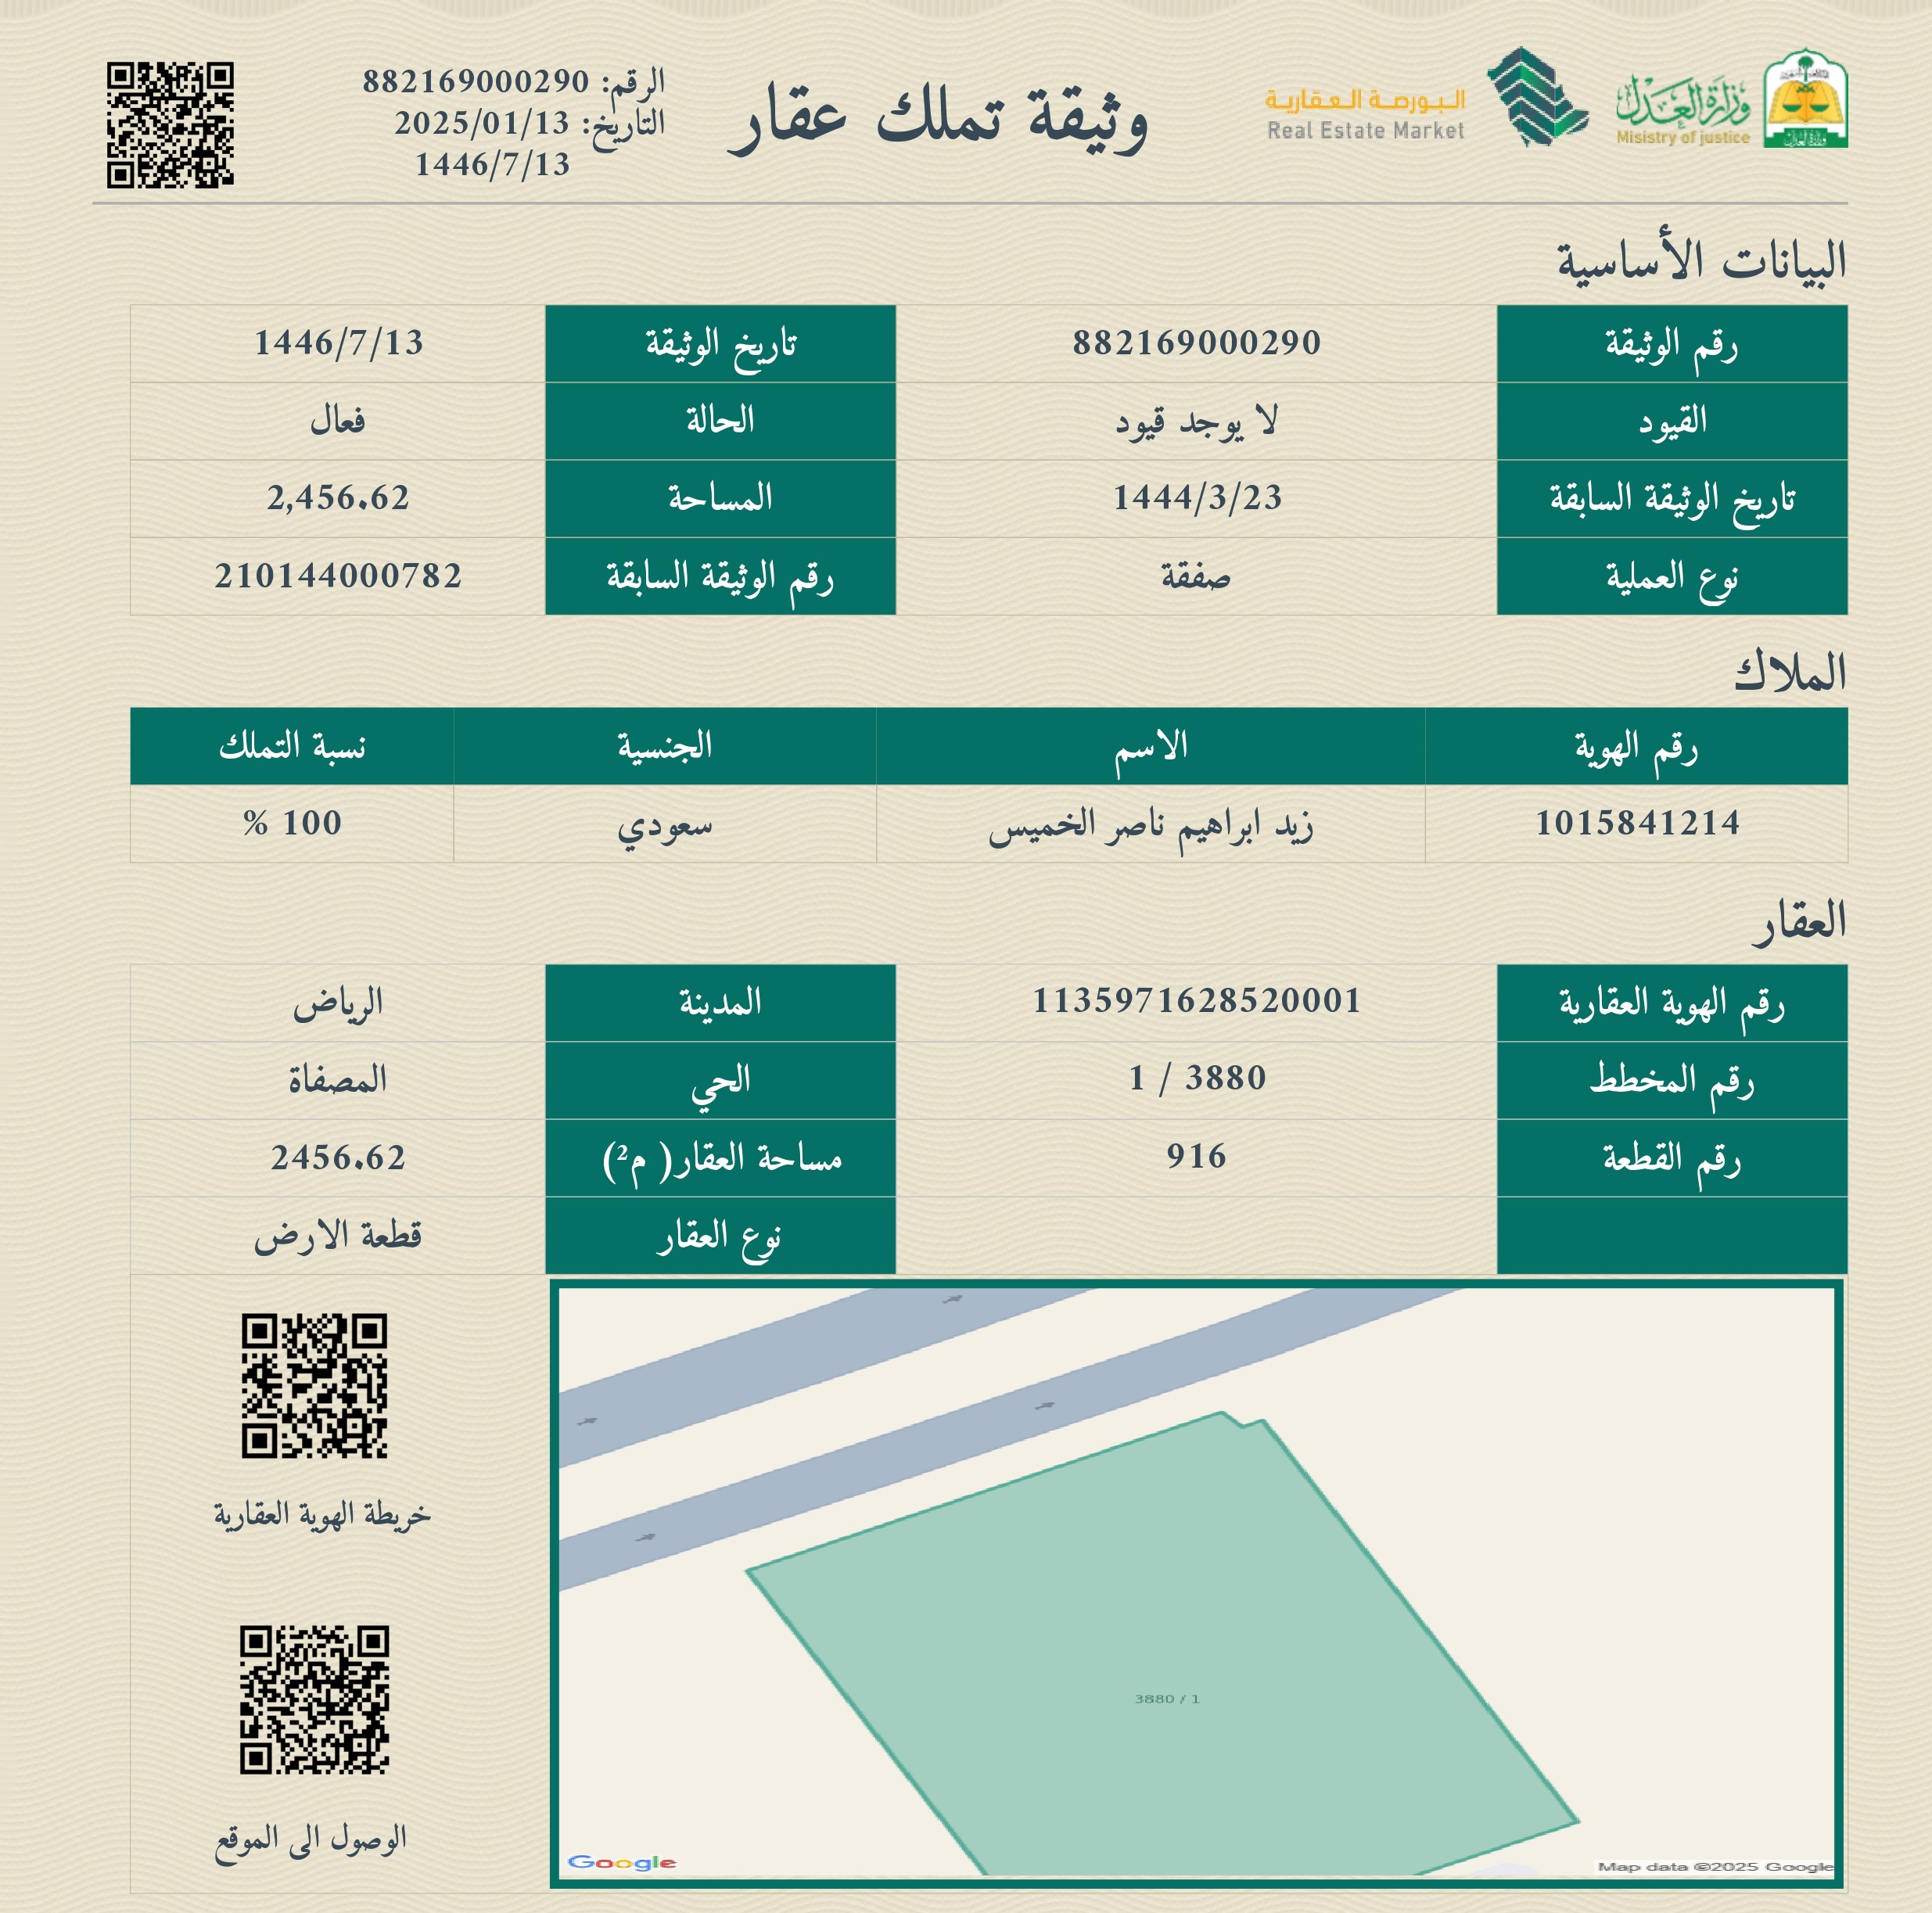 وزارة العدل
Misistry of justice
البورصة العقارية
Real Estate Market
وثيقة تملك عقار
الرقم: 882169000290
التاريخ: 2025/01/13
1446/7/13
البيانات الأساسية
رقم الوثيقة 882169000290 تاريخ الوثيقة 1446/7/13
القيود لا يوجد قيود الحالة فعال
تاريخ الوثيقة السابقة 1444/3/23 المساحة 2,456.62
نوع العملية صفقة رقم الوثيقة السابقة 210144000782
الملاك
رقم الهوية الاسم الجنسية نسبة التملك
1015841214 زيد ابراهيم ناصر الخميس سعودي 100 %
العقار
رقم الهوية العقارية 1135971628520001 المدينة الرياض
رقم المخطط 3880 / 1 الحي المصفاة
رقم القطعة 916 مساحة العقار( م²) 2456.62
نوع العقار قطعة الارض
خريطة الهوية العقارية
الوصول الى الموقع
3880 / 1
Google
Map data ©2025 Google